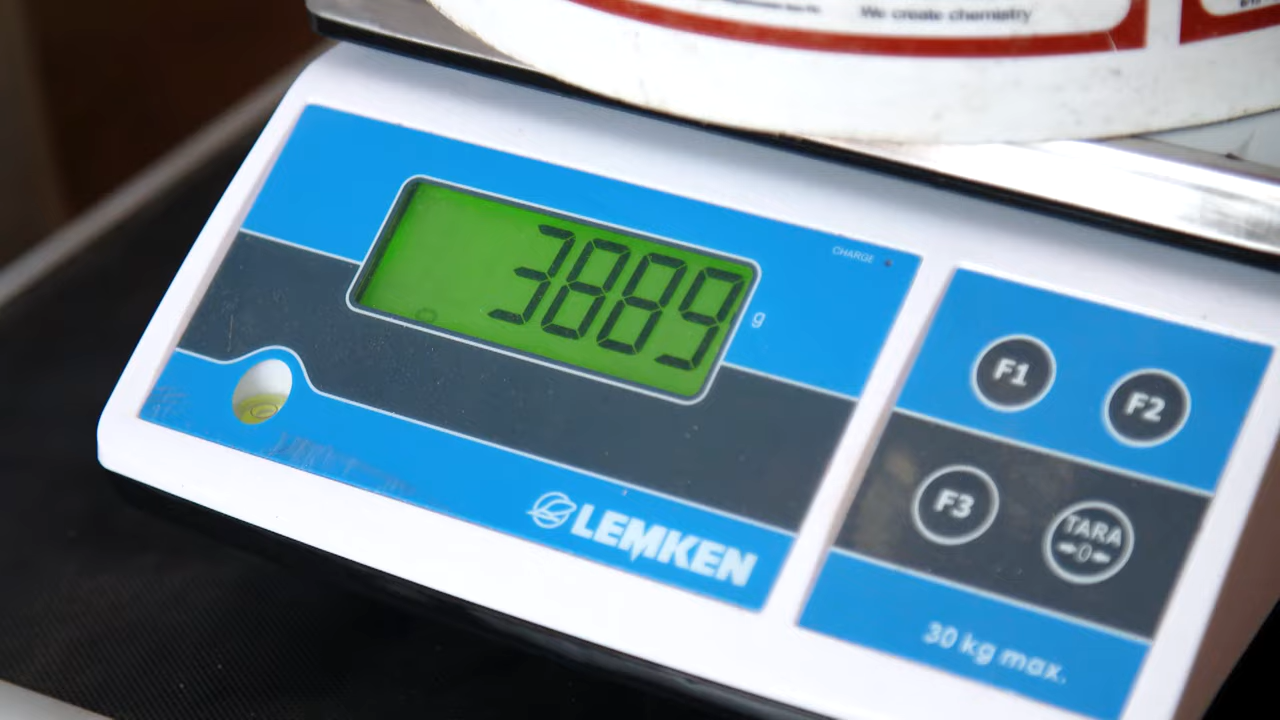 We create chemistry
CHARGE
3889 g
F1
F2
F3
TARA
→0←
LEMKEN
30 kg max.